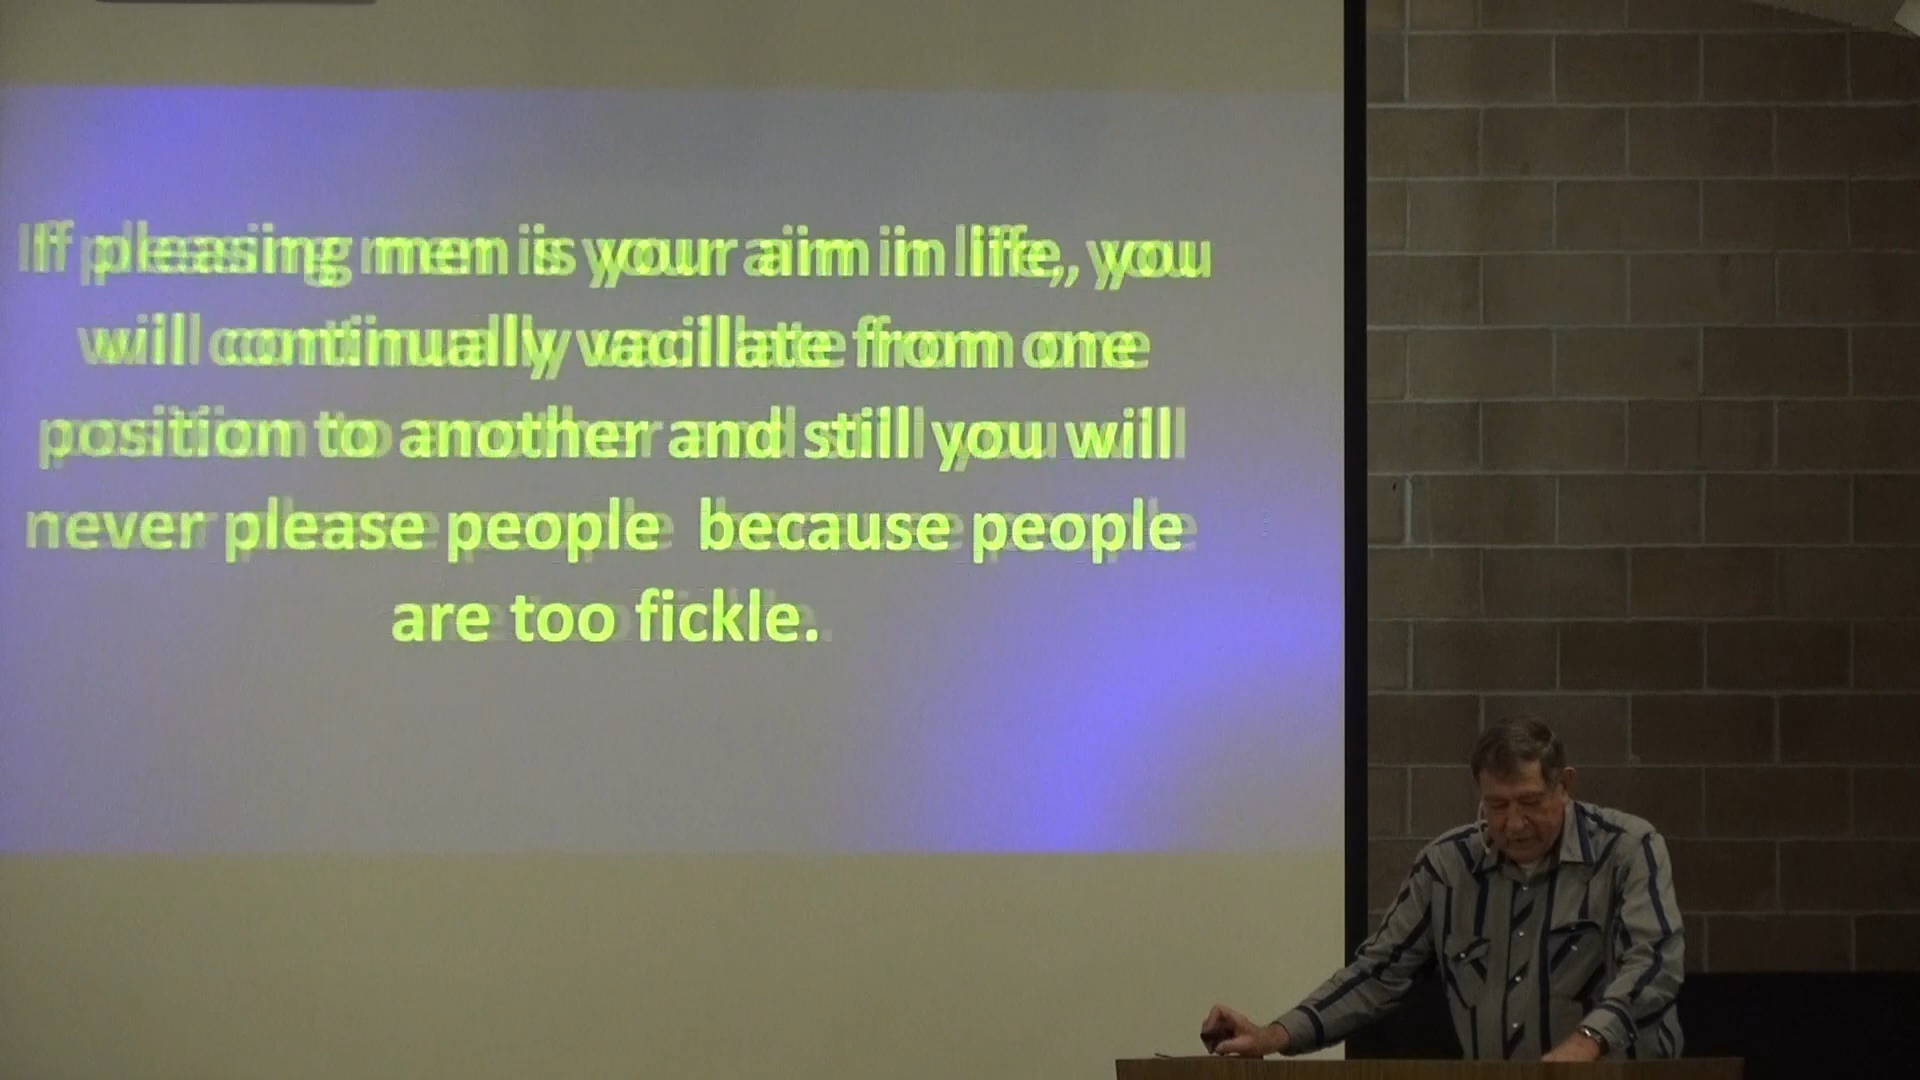 If pleasing men is your aim in life, you
will continually vacillate from one
position to another and still you will
never please people  because people
are too fickle.